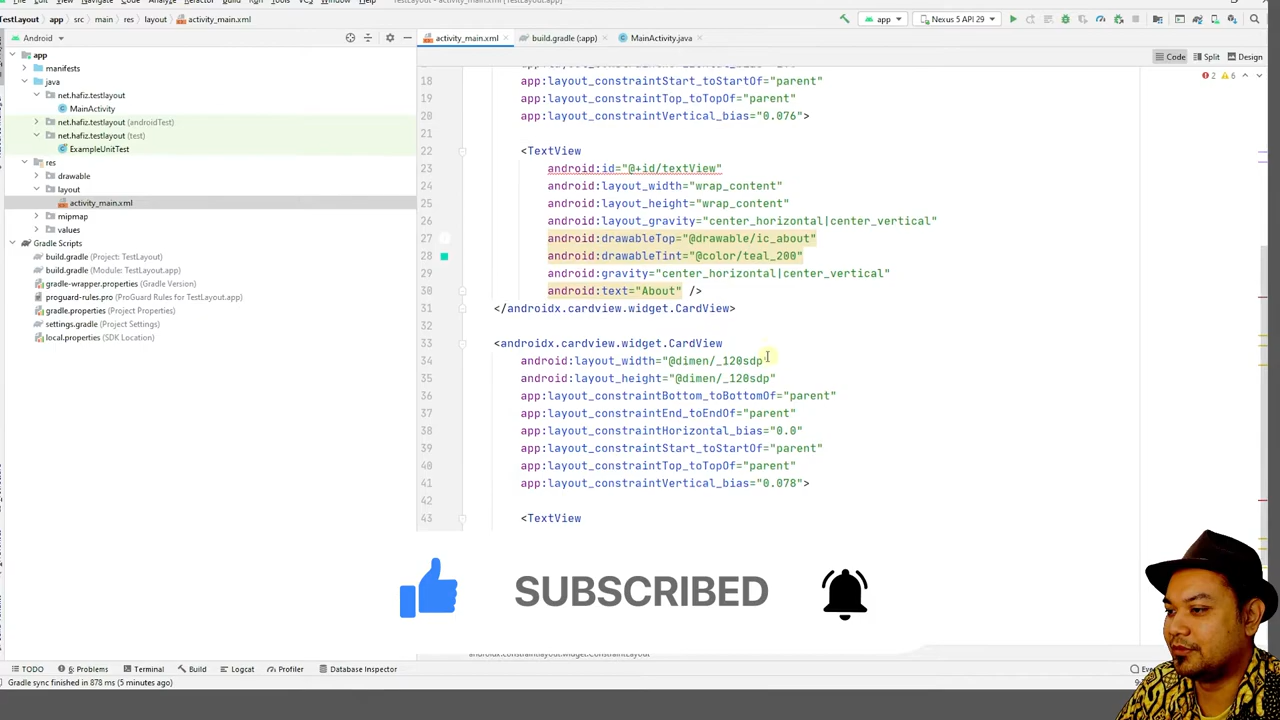 TestLayout app src main res layout activity_main.xml
app Nexus 5 API 29
Android
activity_main.xml build.gradle (:app) MainActivity.java
Code Split Design
2 6
app
manifests
java
net.hafiz.testlayout
MainActivity
net.hafiz.testlayout (androidTest)
net.hafiz.testlayout (test)
ExampleUnitTest
res
drawable
layout
activity_main.xml
mipmap
values
Gradle Scripts
build.gradle (Project: TestLayout)
build.gradle (Module: TestLayout.app)
gradle-wrapper.properties (Gradle Version)
proguard-rules.pro (ProGuard Rules for TestLayout.app)
gradle.properties (Project Properties)
settings.gradle (Project Settings)
local.properties (SDK Location)
18 app:layout_constraintStart_toStartOf="parent"
19 app:layout_constraintTop_toTopOf="parent"
20 app:layout_constraintVertical_bias="0.076">
21
22 <TextView
23 android:id="@+id/textView"
24 android:layout_width="wrap_content"
25 android:layout_height="wrap_content"
26 android:layout_gravity="center_horizontal|center_vertical"
27 android:drawableTop="@drawable/ic_about"
28 android:drawableTint="@color/teal_200"
29 android:gravity="center_horizontal|center_vertical"
30 android:text="About" />
31 </androidx.cardview.widget.CardView>
32
33 <androidx.cardview.widget.CardView
34 android:layout_width="@dimen/_120sdp"
35 android:layout_height="@dimen/_120sdp"
36 app:layout_constraintBottom_toBottomOf="parent"
37 app:layout_constraintEnd_toEndOf="parent"
38 app:layout_constraintHorizontal_bias="0.0"
39 app:layout_constraintStart_toStartOf="parent"
40 app:layout_constraintTop_toTopOf="parent"
41 app:layout_constraintVertical_bias="0.078">
42
43 <TextView
SUBSCRIBED
androidx.constraintlayout.widget.ConstraintLayout
TODO 6: Problems Terminal Build Logcat Profiler Database Inspector
Gradle sync finished in 878 ms (5 minutes ago)